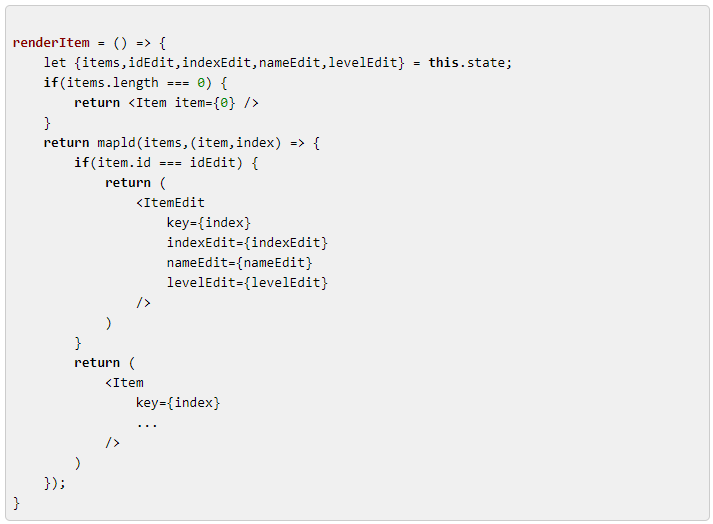 renderItem = () => {
    let {items,idEdit,indexEdit,nameEdit,levelEdit} = this.state;
    if(items.length === 0) {
        return <Item item={0} />
    }
    return mapld(items,(item,index) => {
        if(item.id === idEdit) {
            return (
                <ItemEdit
                    key={index}
                    indexEdit={indexEdit}
                    nameEdit={nameEdit}
                    levelEdit={levelEdit}
                />
            )
        }
        return (
            <Item
                key={index}
                ...
            />
        )
    });
}